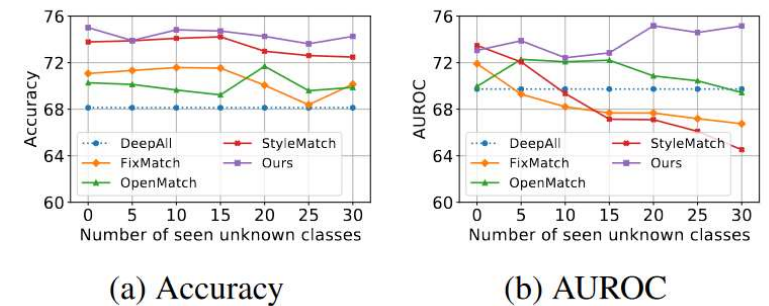 76
72
68
64
60
Accuracy
DeepAll
FixMatch
OpenMatch
StyleMatch
Ours
0 5 10 15 20 25 30
Number of seen unknown classes
(a) Accuracy
76
72
68
64
60
AUROC
DeepAll
FixMatch
OpenMatch
StyleMatch
Ours
0 5 10 15 20 25 30
Number of seen unknown classes
(b) AUROC